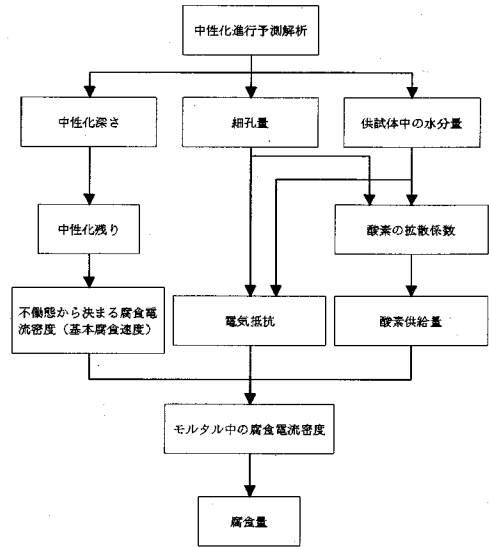 中性化進行予測解析
中性化深さ
細孔量
供試体中の水分量
中性化残り
酸素の拡散係数
不働態から決まる腐食電
流密度（基本腐食速度）
電気抵抗
酸素供給量
モルタル中の腐食電流密度
腐食量